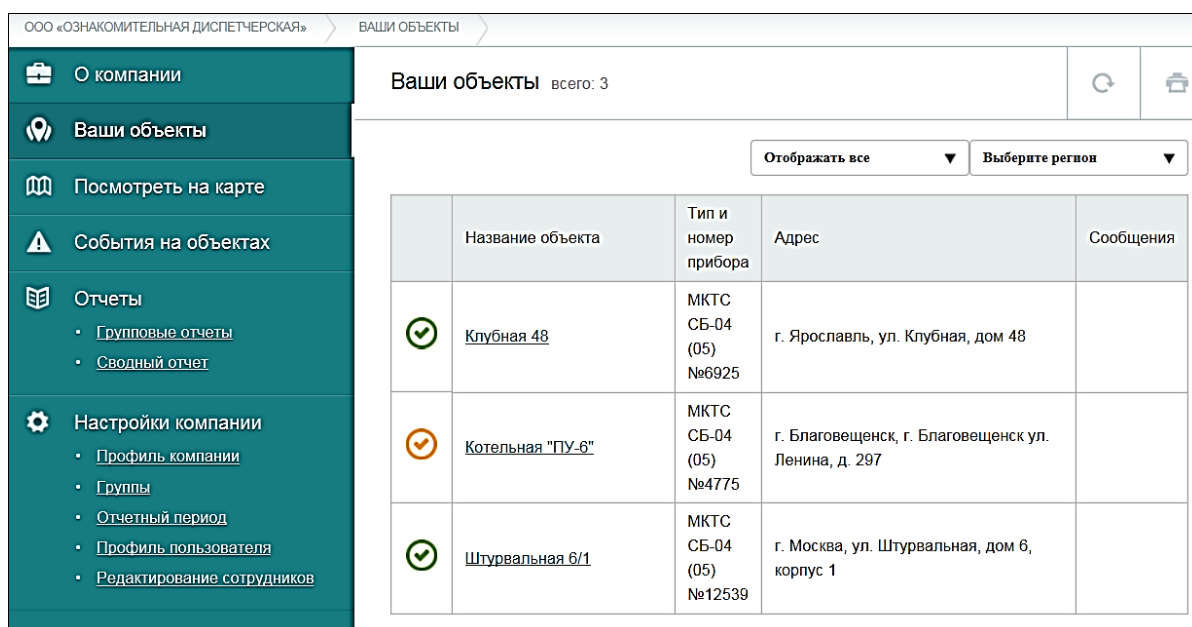 ООО «ОЗНАКОМИТЕЛЬНАЯ ДИСПЕТЧЕРСКАЯ» ВАШИ ОБЪЕКТЫ
О компании
Ваши объекты
Посмотреть на карте
События на объектах
Отчеты
• Групповые отчеты
• Сводный отчет
Настройки компании
• Профиль компании
• Группы
• Отчетный период
• Профиль пользователя
• Редактирование сотрудников
Ваши объекты всего: 3
Отображать все ▼ Выберите регион ▼
Название объекта
Тип и
номер
прибора
Адрес
Сообщения
Клубная 48
МКТС
СБ-04
(05)
№6925
г. Ярославль, ул. Клубная, дом 48
Котельная "ПУ-6"
МКТС
СБ-04
(05)
№4775
г. Благовещенск, г. Благовещенск ул.
Ленина, д. 297
Штурвальная 6/1
МКТС
СБ-04
(05)
№12539
г. Москва, ул. Штурвальная, дом 6,
корпус 1